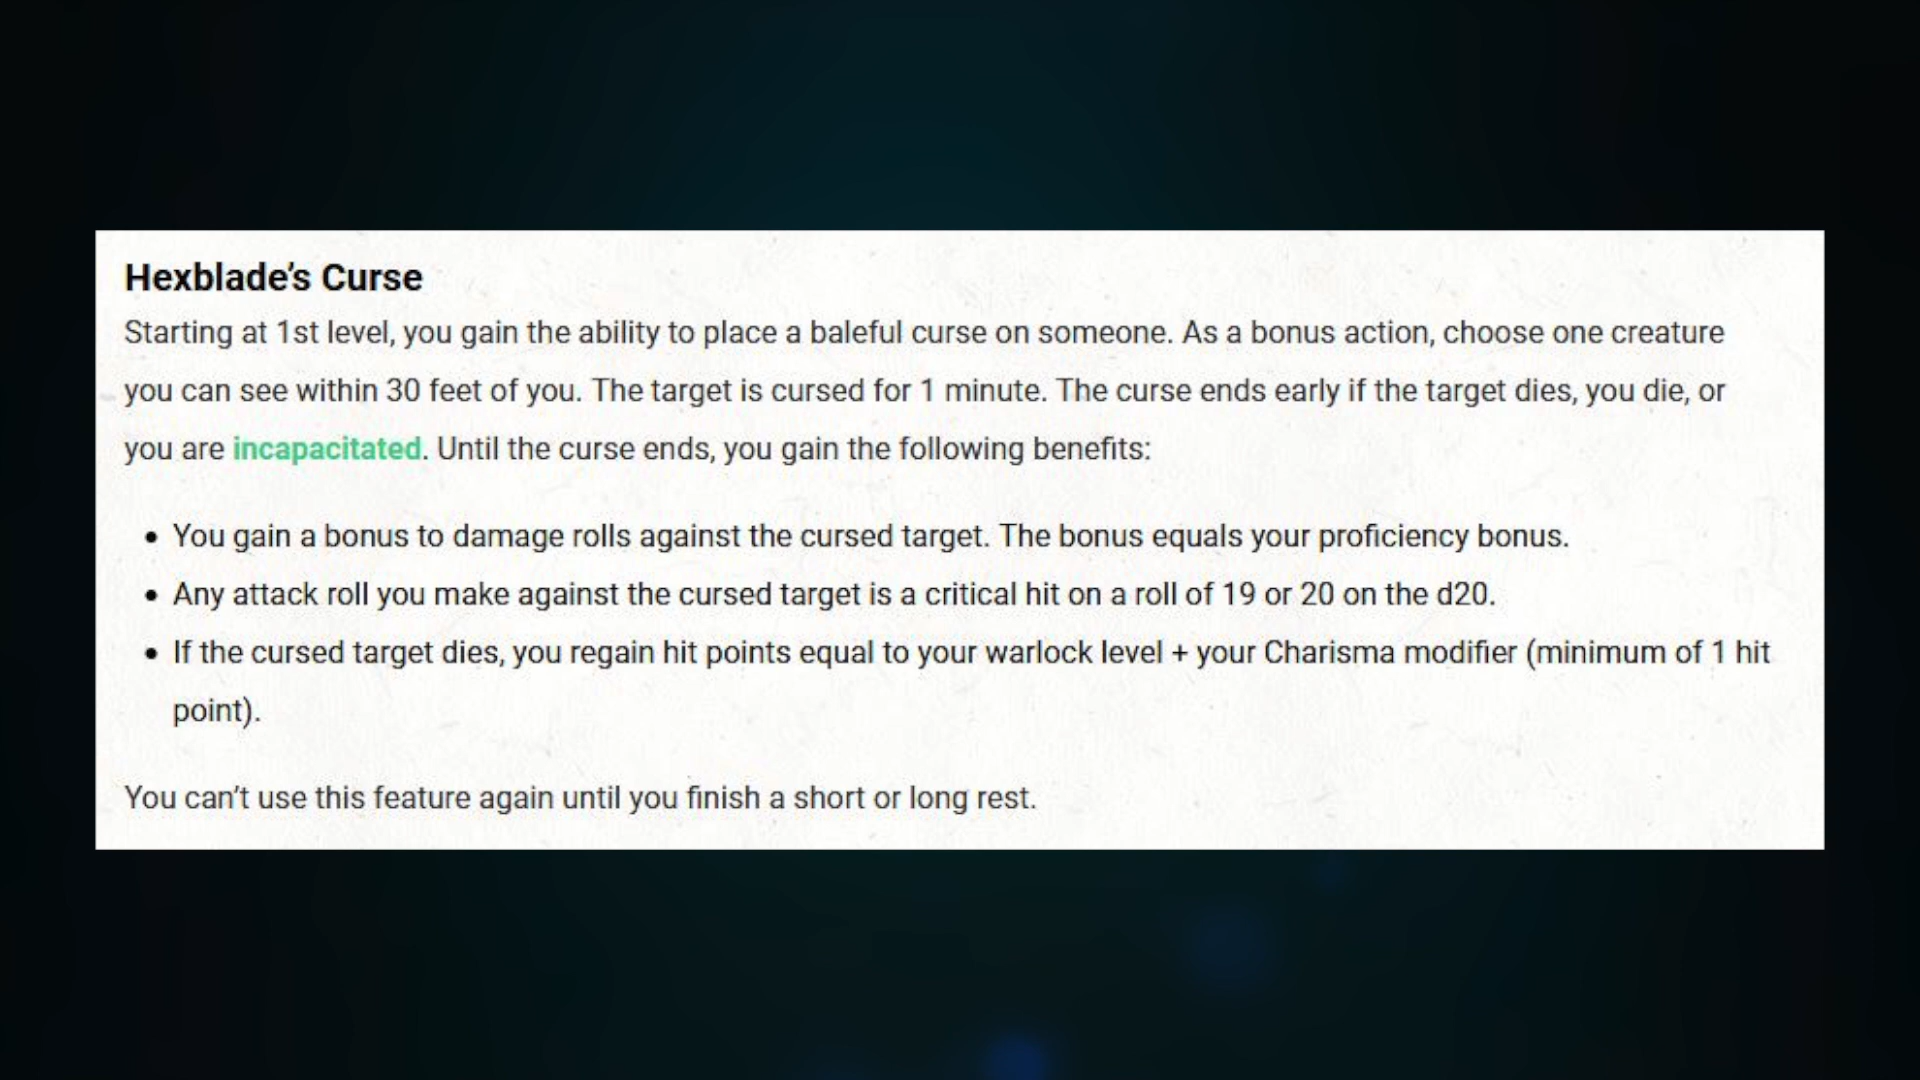 Hexblade’s Curse
Starting at 1st level, you gain the ability to place a baleful curse on someone. As a bonus action, choose one creature
you can see within 30 feet of you. The target is cursed for 1 minute. The curse ends early if the target dies, you die, or
you are incapacitated. Until the curse ends, you gain the following benefits:
• You gain a bonus to damage rolls against the cursed target. The bonus equals your proficiency bonus.
• Any attack roll you make against the cursed target is a critical hit on a roll of 19 or 20 on the d20.
• If the cursed target dies, you regain hit points equal to your warlock level + your Charisma modifier (minimum of 1 hit
point).
You can’t use this feature again until you finish a short or long rest.